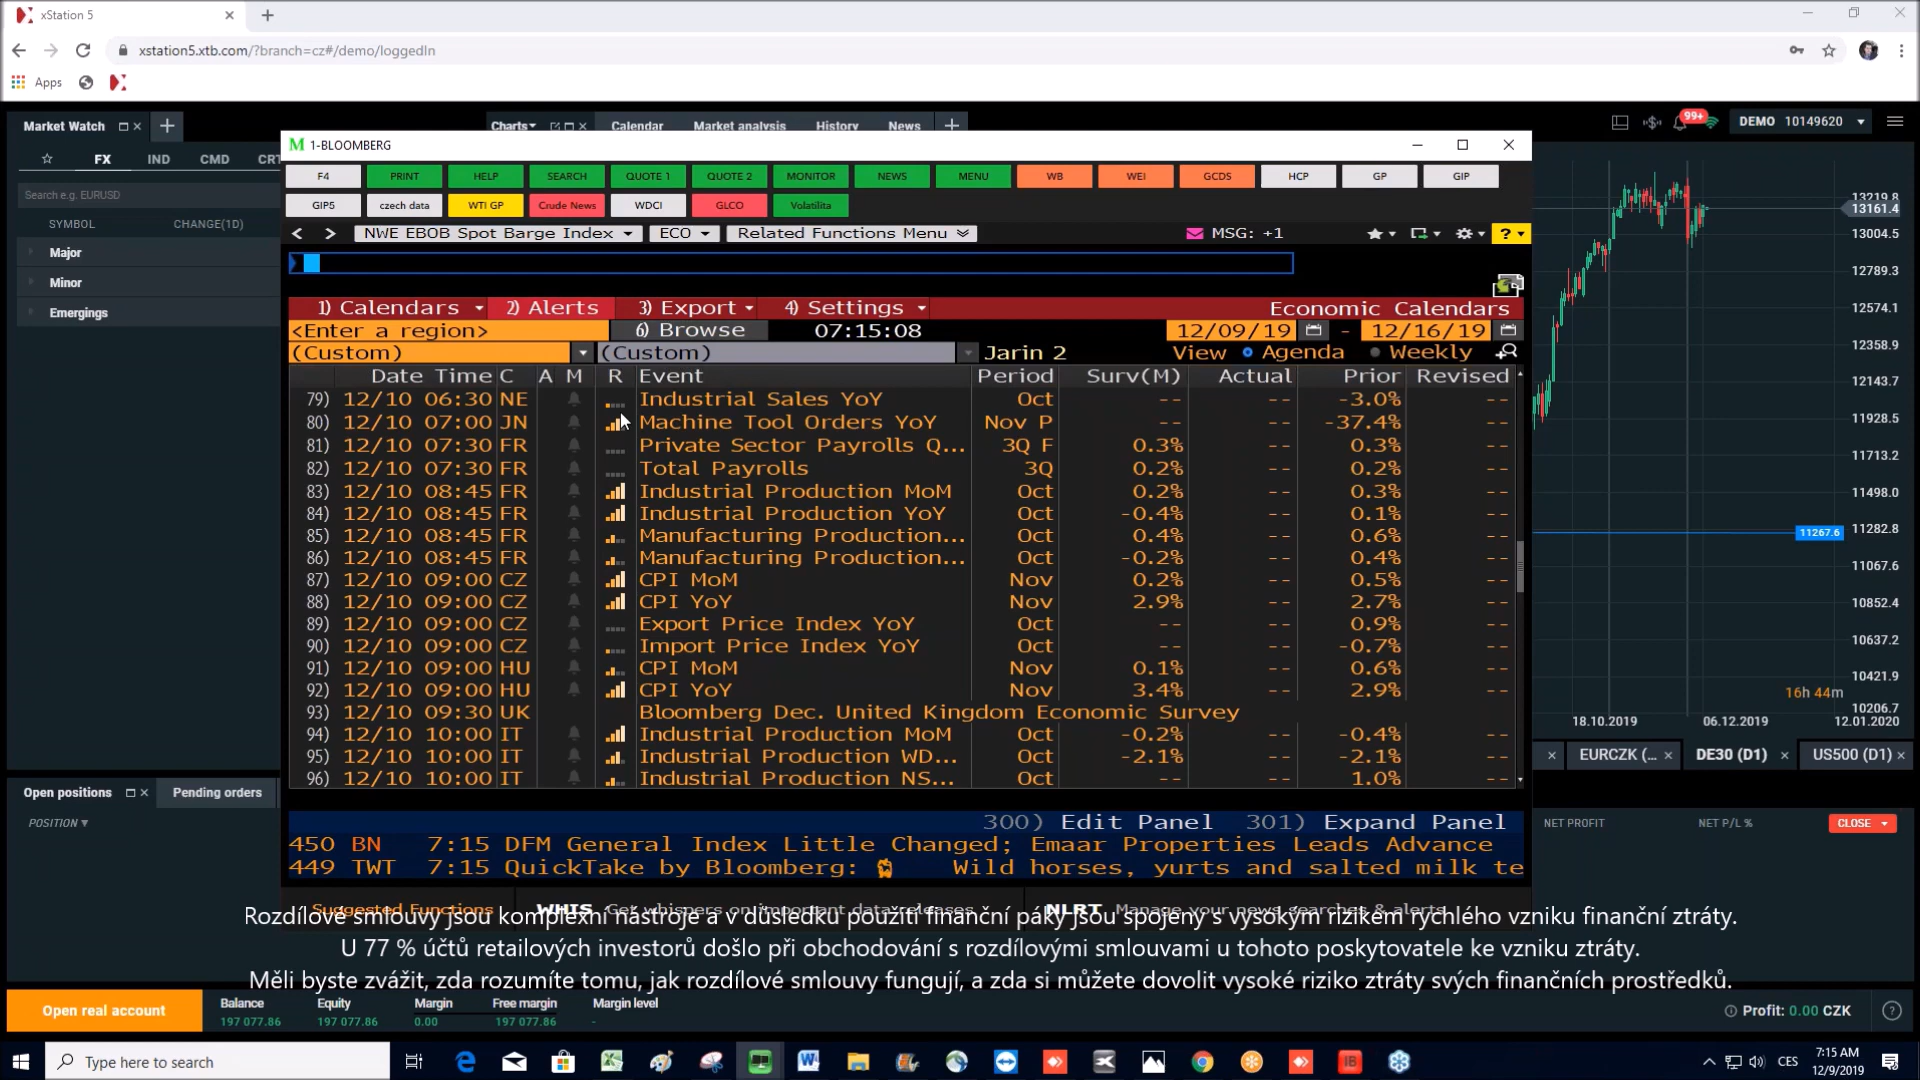 xStation 5
xstation5.xtb.com/?branch=cz#/demo/loggedIn
Apps
Market Watch
Charts Calendar Market analysis History News
99+
DEMO 10149620
FX IND CMD
Search e.g. EURUSD
SYMBOL CHANGE(1D)
Major
Minor
Emergings
1-BLOOMBERG
F4 PRINT HELP SEARCH QUOTE 1 QUOTE 2 MONITOR NEWS MENU WB WEI GCDS HCP GP GIP
GIP5 czech data WTI GP Crude News WDCI GLCO Volatilita
< > NWE EBOB Spot Barge Index ECO Related Functions Menu MSG: +1 ?
1) Calendars 2) Alerts 3) Export 4) Settings Economic Calendars
<Enter a region> 6) Browse 07:15:08 12/09/19 - 12/16/19
(Custom) (Custom) Jarin 2 View Agenda Weekly
Date Time C A M R Event Period Surv(M) Actual Prior Revised
79) 12/10 06:30 NE Industrial Sales YoY Oct -- -- -3.0% --
80) 12/10 07:00 JN Machine Tool Orders YoY Nov P -- -- -37.4% --
81) 12/10 07:30 FR Private Sector Payrolls Q... 3Q F 0.3% -- 0.3% --
82) 12/10 07:30 FR Total Payrolls 3Q 0.2% -- 0.2% --
83) 12/10 08:45 FR Industrial Production MoM Oct 0.2% -- 0.3% --
84) 12/10 08:45 FR Industrial Production YoY Oct -0.4% -- 0.1% --
85) 12/10 08:45 FR Manufacturing Production... Oct 0.4% -- 0.6% --
86) 12/10 08:45 FR Manufacturing Production... Oct -0.2% -- 0.4% --
87) 12/10 09:00 CZ CPI MoM Nov 0.2% -- 0.5% --
88) 12/10 09:00 CZ CPI YoY Nov 2.9% -- 2.7% --
89) 12/10 09:00 CZ Export Price Index YoY Oct -- -- 0.9% --
90) 12/10 09:00 CZ Import Price Index YoY Oct -- -- -0.7% --
91) 12/10 09:00 HU CPI MoM Nov 0.1% -- 0.6% --
92) 12/10 09:00 HU CPI YoY Nov 3.4% -- 2.9% --
93) 12/10 09:30 UK Bloomberg Dec. United Kingdom Economic Survey
94) 12/10 10:00 IT Industrial Production MoM Oct -0.2% -- -0.4% --
95) 12/10 10:00 IT Industrial Production WD... Oct -2.1% -- -2.1% --
96) 12/10 10:00 IT Industrial Production NS... Oct -- -- 1.0% --
300) Edit Panel 301) Expand Panel
450 BN 7:15 DFM General Index Little Changed; Emaar Properties Leads Advance
449 TWT 7:15 QuickTake by Bloomberg: Wild horses, yurts and salted milk te
Suggested Functions WHIS Get whispers on important data releases NLRT Manage your news searches & alerts
13219.8
13161.4
13004.5
12789.3
12574.1
12358.9
12143.7
11928.5
11713.2
11498.0
11282.8
11267.6
11067.6
10852.4
10637.2
10421.9
16h 44m
10206.7
18.10.2019 06.12.2019 12.01.2020
EURCZK (... DE30 (D1) US500 (D1)
Open positions Pending orders
POSITION
NET PROFIT NET P/L % CLOSE
Rozdílové smlouvy jsou komplexní nástroje a v důsledku použití finanční páky jsou spojeny s vysokým rizikem rychlého vzniku finanční ztráty.
U 77 % účtů retailových investorů došlo při obchodování s rozdílovými smlouvami u tohoto poskytovatele ke vzniku ztráty.
Měli byste zvážit, zda rozumíte tomu, jak rozdílové smlouvy fungují, a zda si můžete dovolit vysoké riziko ztráty svých finančních prostředků.
Open real account
Balance Equity Margin Free margin Margin level
197 077.86 197 077.86 0.00 197 077.86 -
Profit: 0.00 CZK
Type here to search
CES
7:15 AM
12/9/2019